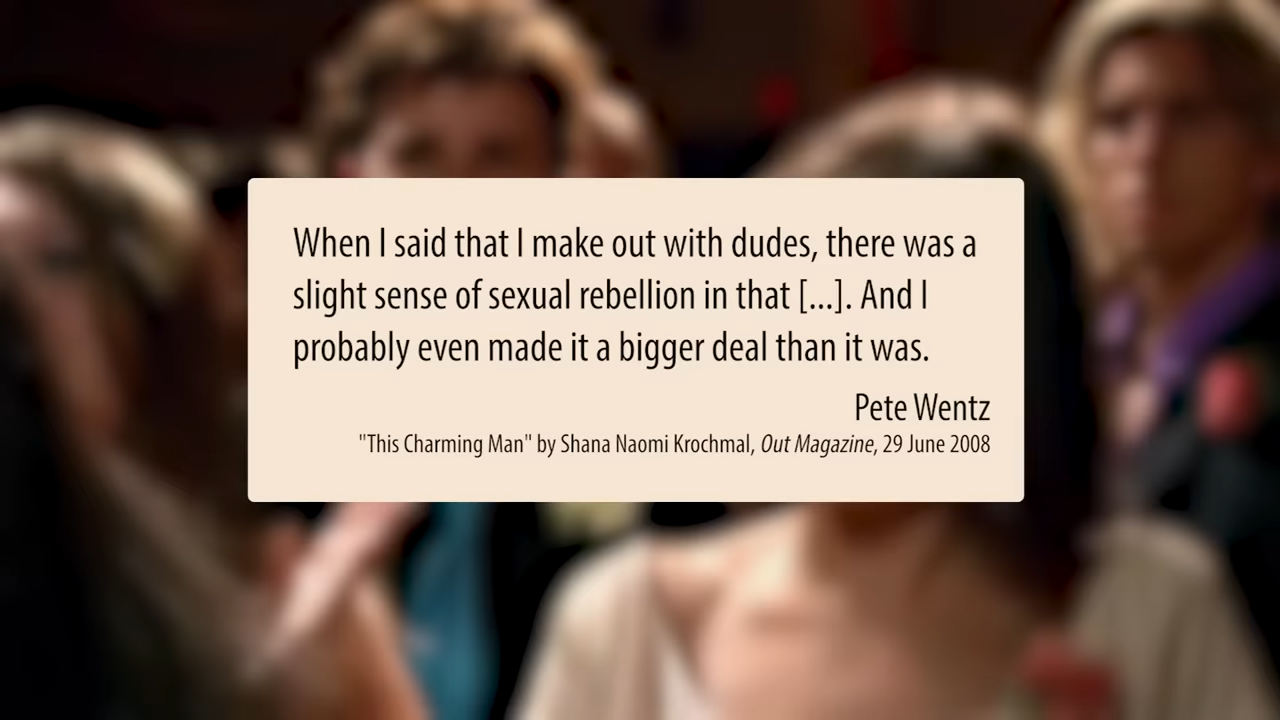 When I said that I make out with dudes, there was a
slight sense of sexual rebellion in that [...]. And I
probably even made it a bigger deal than it was.
Pete Wentz
"This Charming Man" by Shana Naomi Krochmal, Out Magazine, 29 June 2008